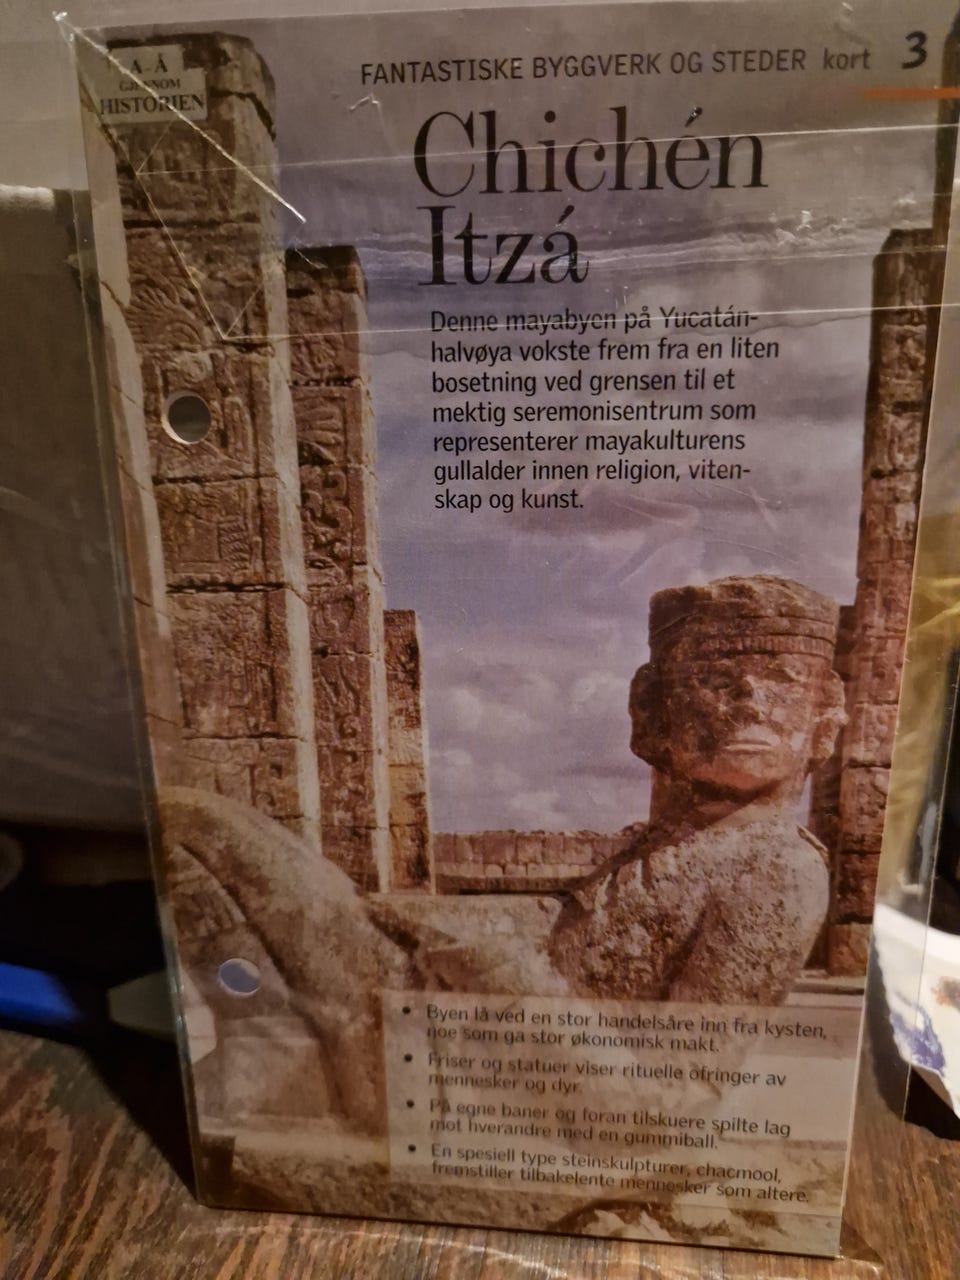 A-Å
GJENNOM
HISTORIEN
FANTASTISKE BYGGVERK OG STEDER kort 3
Chichén
Itzá
Denne mayabyen på Yucatán-
halvøya vokste frem fra en liten
bosetning ved grensen til et
mektig seremonisentrum som
representerer mayakulturens
gullalder innen religion, viten-
skap og kunst.
• Byen lå ved en stor handelsåre inn fra kysten,
noe som ga stor økonomisk makt.
• Friser og statuer viser rituelle ofringer av
mennesker og dyr.
• På egne baner og foran tilskuere spilte lag
mot hverandre med en gummiball.
• En spesiell type steinskulpturer, chacmool,
fremstiller tilbakelente mennesker som altere.